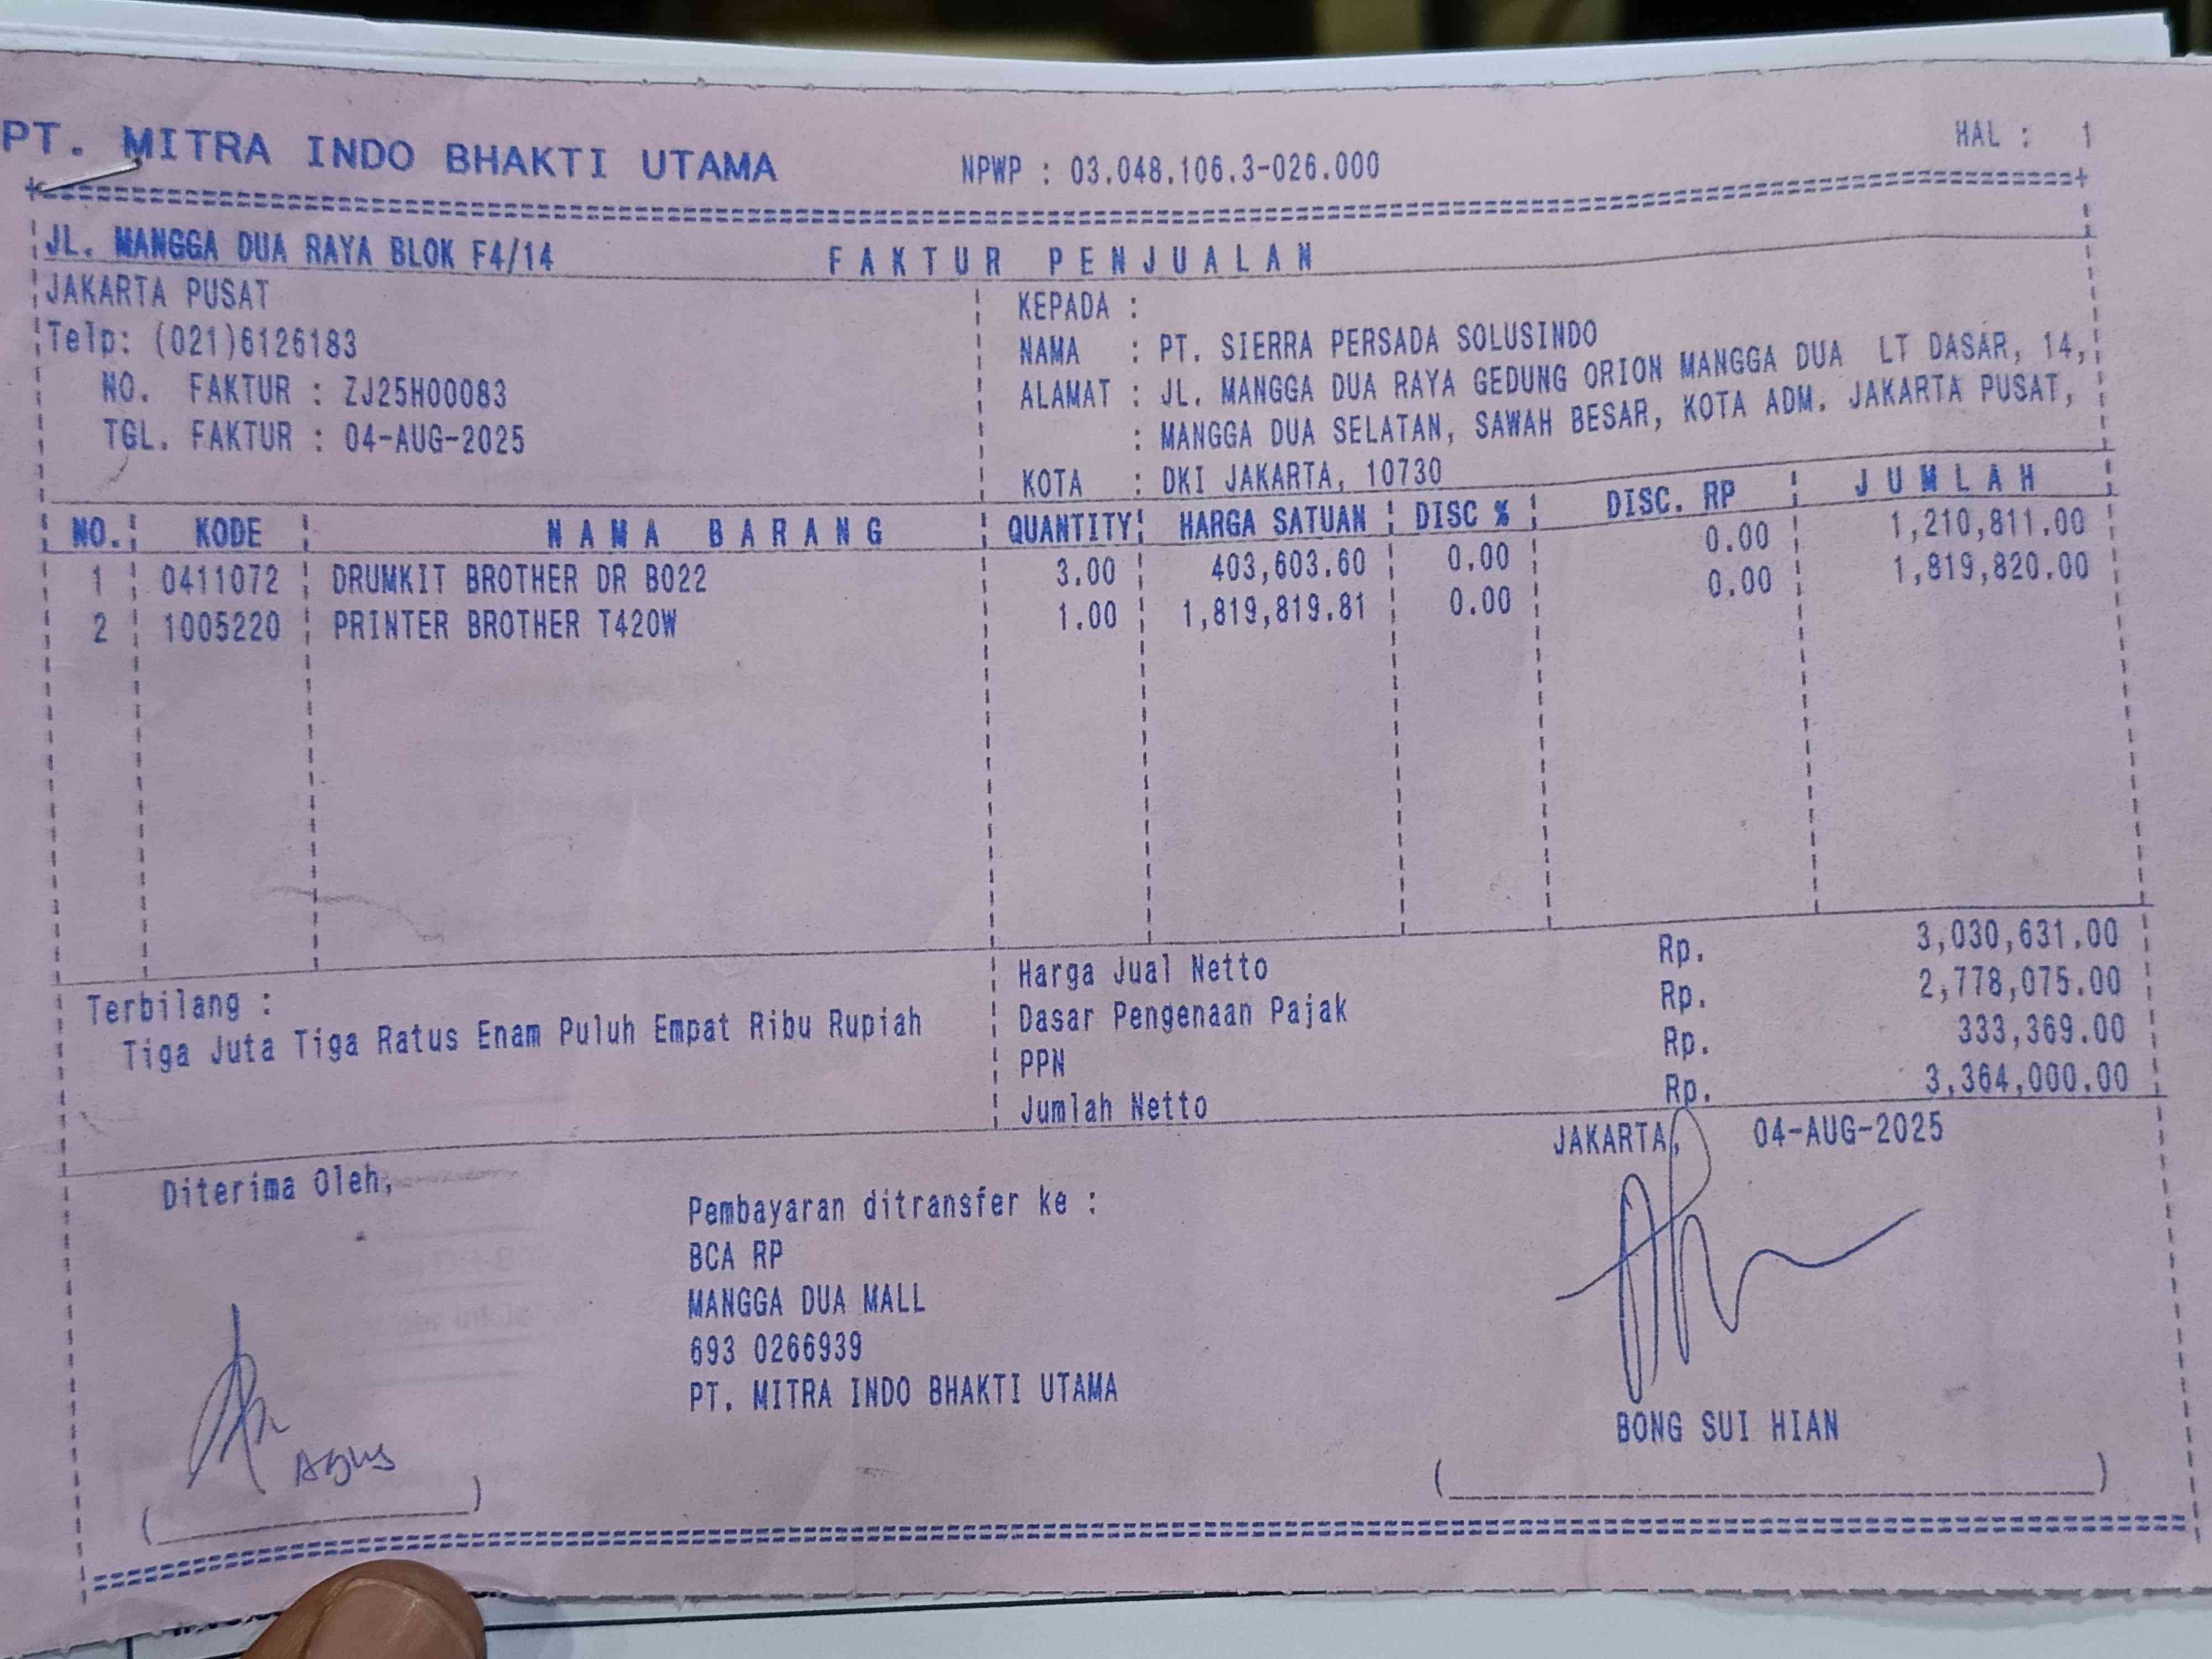 PT. MITRA INDO BHAKTI UTAMA NPWP : 03.048.106.3-026.000 HAL : 1
JL. MANGGA DUA RAYA BLOK F4/14 FAKTUR PENJUALAN
JAKARTA PUSAT
Telp: (021)6126183
NO. FAKTUR : ZJ25H00083
TGL. FAKTUR : 04-AUG-2025
KEPADA :
NAMA : PT. SIERRA PERSADA SOLUSINDO
ALAMAT : JL. MANGGA DUA RAYA GEDUNG ORION MANGGA DUA LT DASAR, 14,
: MANGGA DUA SELATAN, SAWAH BESAR, KOTA ADM. JAKARTA PUSAT,
KOTA : DKI JAKARTA, 10730
NO. KODE NAMA BARANG QUANTITY HARGA SATUAN DISC % DISC. RP JUMLAH
1 0411072 DRUMKIT BROTHER DR B022 3.00 403,603.60 0.00 0.00 1,210,811.00
2 1005220 PRINTER BROTHER T420W 1.00 1,819,819.81 0.00 0.00 1,819,820.00
Terbilang :
Tiga Juta Tiga Ratus Enam Puluh Empat Ribu Rupiah
Harga Jual Netto Rp. 3,030,631.00
Dasar Pengenaan Pajak Rp. 2,778,075.00
PPN Rp. 333,369.00
Jumlah Netto Rp. 3,364,000.00
JAKARTA, 04-AUG-2025
Diterima Oleh,
Agus
Pembayaran ditransfer ke :
BCA RP
MANGGA DUA MALL
693 0266939
PT. MITRA INDO BHAKTI UTAMA
BONG SUI HIAN